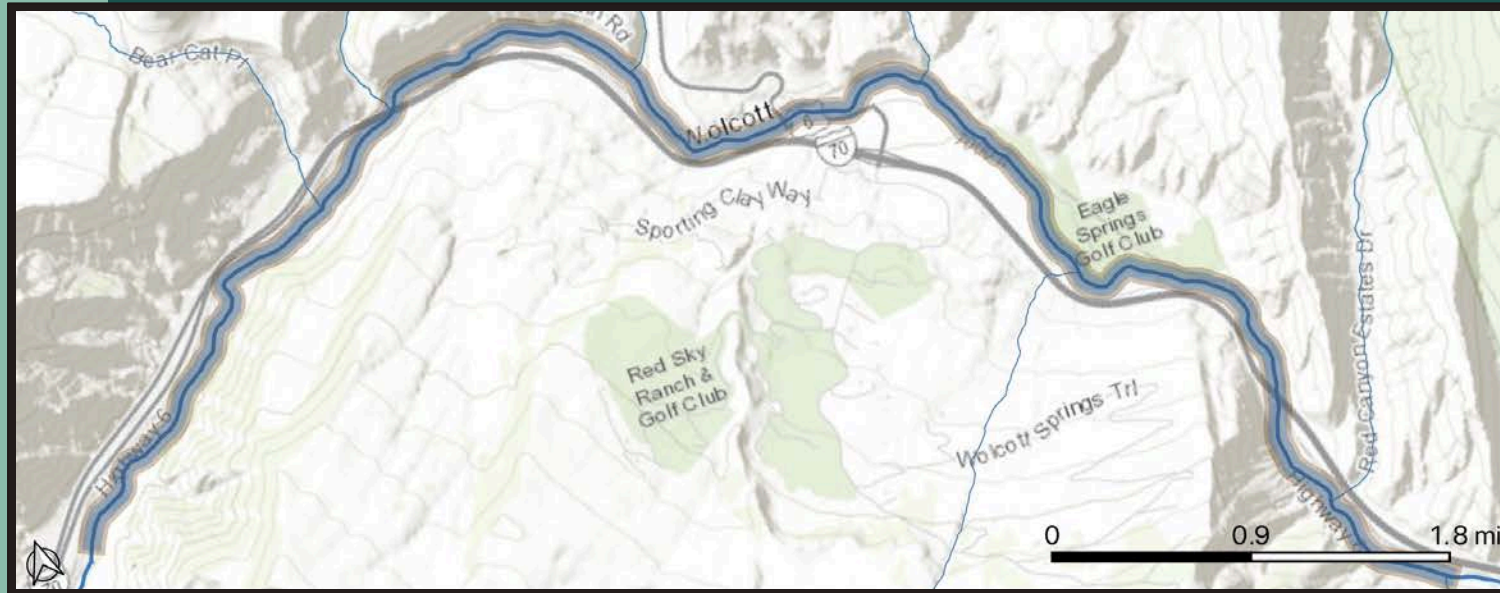 Bear Cat Pl
Rd
Wolcott
6
70
Sporting Clay Way
Eagle
Springs
Golf Club
Red Sky
Ranch &
Golf Club
Wolcott Springs Trl
Red Canyon Estates Dr
Highway 6
Highway
0 0.9 1.8 mi